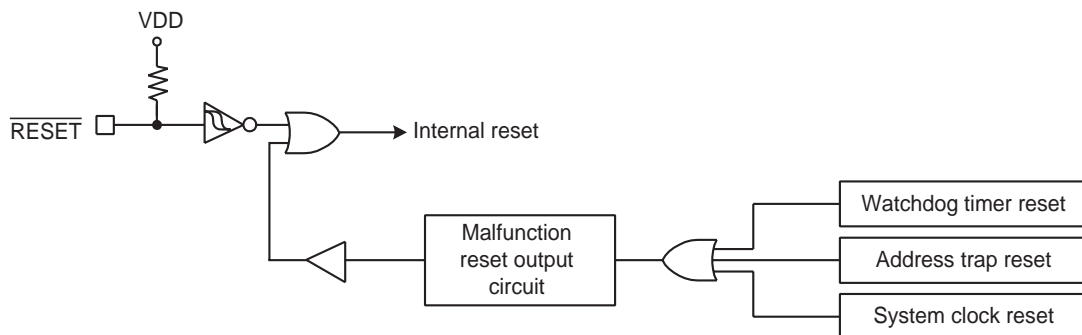 VDD
RESET
Internal reset
Watchdog timer reset
Malfunction
reset output
circuit
Address trap reset
System clock reset